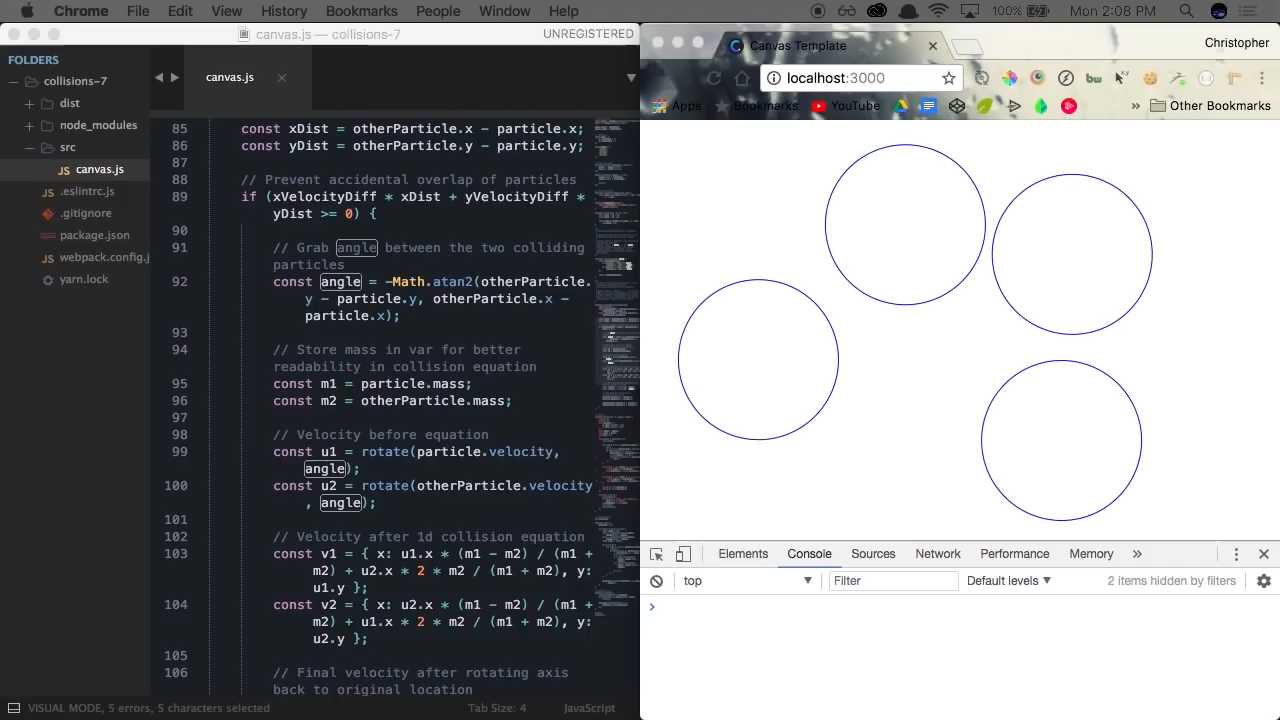 Chrome File Edit View History Bookmarks People Window Help 100% Mon 2:08 PM
canvas.js — collisions-7 UNREGISTERED
FOLDERS
collisions-7
dist
node_modules
src
canvas.js
.eslintrc.js
.gitignore
package.json
webpack.config.j
yarn.lock
canvas.js
85 const xDist = otherParticle.x - particle.x;
86 const yDist = otherParticle.y - particle.y;
87
88 // Prevent accidental overlap of particles
89 if (xVelocityDiff * xDist + yVelocityDiff *
yDist >= 0) {
90
91 // Grab angle between the two colliding
particles
92 const angle = -Math.atan2(otherParticle.
y - particle.y, otherParticle.x -
particle.x);
93
94 // Store mass in var for better
readability in collision equation
95 const m1 = particle.mass;
96 const m2 = otherParticle.mass;
97
98 // Velocity before equation
99 const u1 = rotate(particle.velocity,
angle);
100 const u2 = rotate(otherParticle.velocity
, angle);
101
102 // Velocity after 1d collision equation
103 const v1 = { x: u1.x * (m1 - m2) / (m1 +
m2) + u2.x * 2 * m2 / (m1 + m2), y:
u1.y };
104 const v2 = { x: u2.x * (m1 - m2) / (m1 +
m2) + u1.x * 2 * m2 / (m1 + m2), y:
u2.y };
105
106 // Final velocity after rotating axis
back to original location
VISUAL MODE, 5 errors, 5 characters selected Tab Size: 4 JavaScript
Canvas Template Christopher
localhost:3000
Apps Bookmarks YouTube » Other Bookmarks
Elements Console Sources Network Performance Memory »
top Filter Default levels 2 items hidden by filters